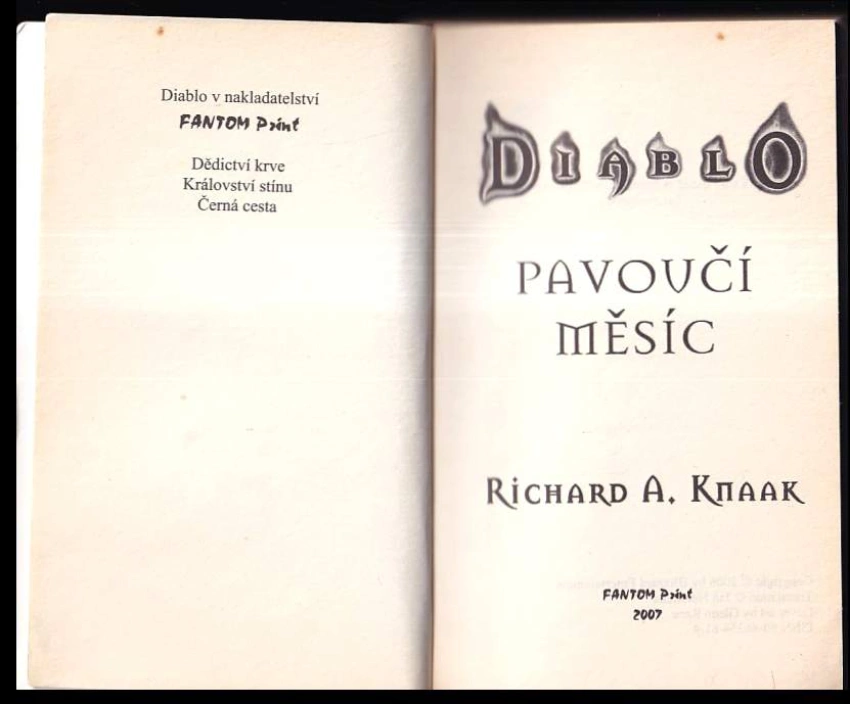 Diablo v nakladatelství
FANTOM Print
Dědictví krve
Království stínu
Černá cesta
DIABLO
PAVOUČÍ
MĚSÍC
RICHARD A. KNAAK
FANTOM Print
2007